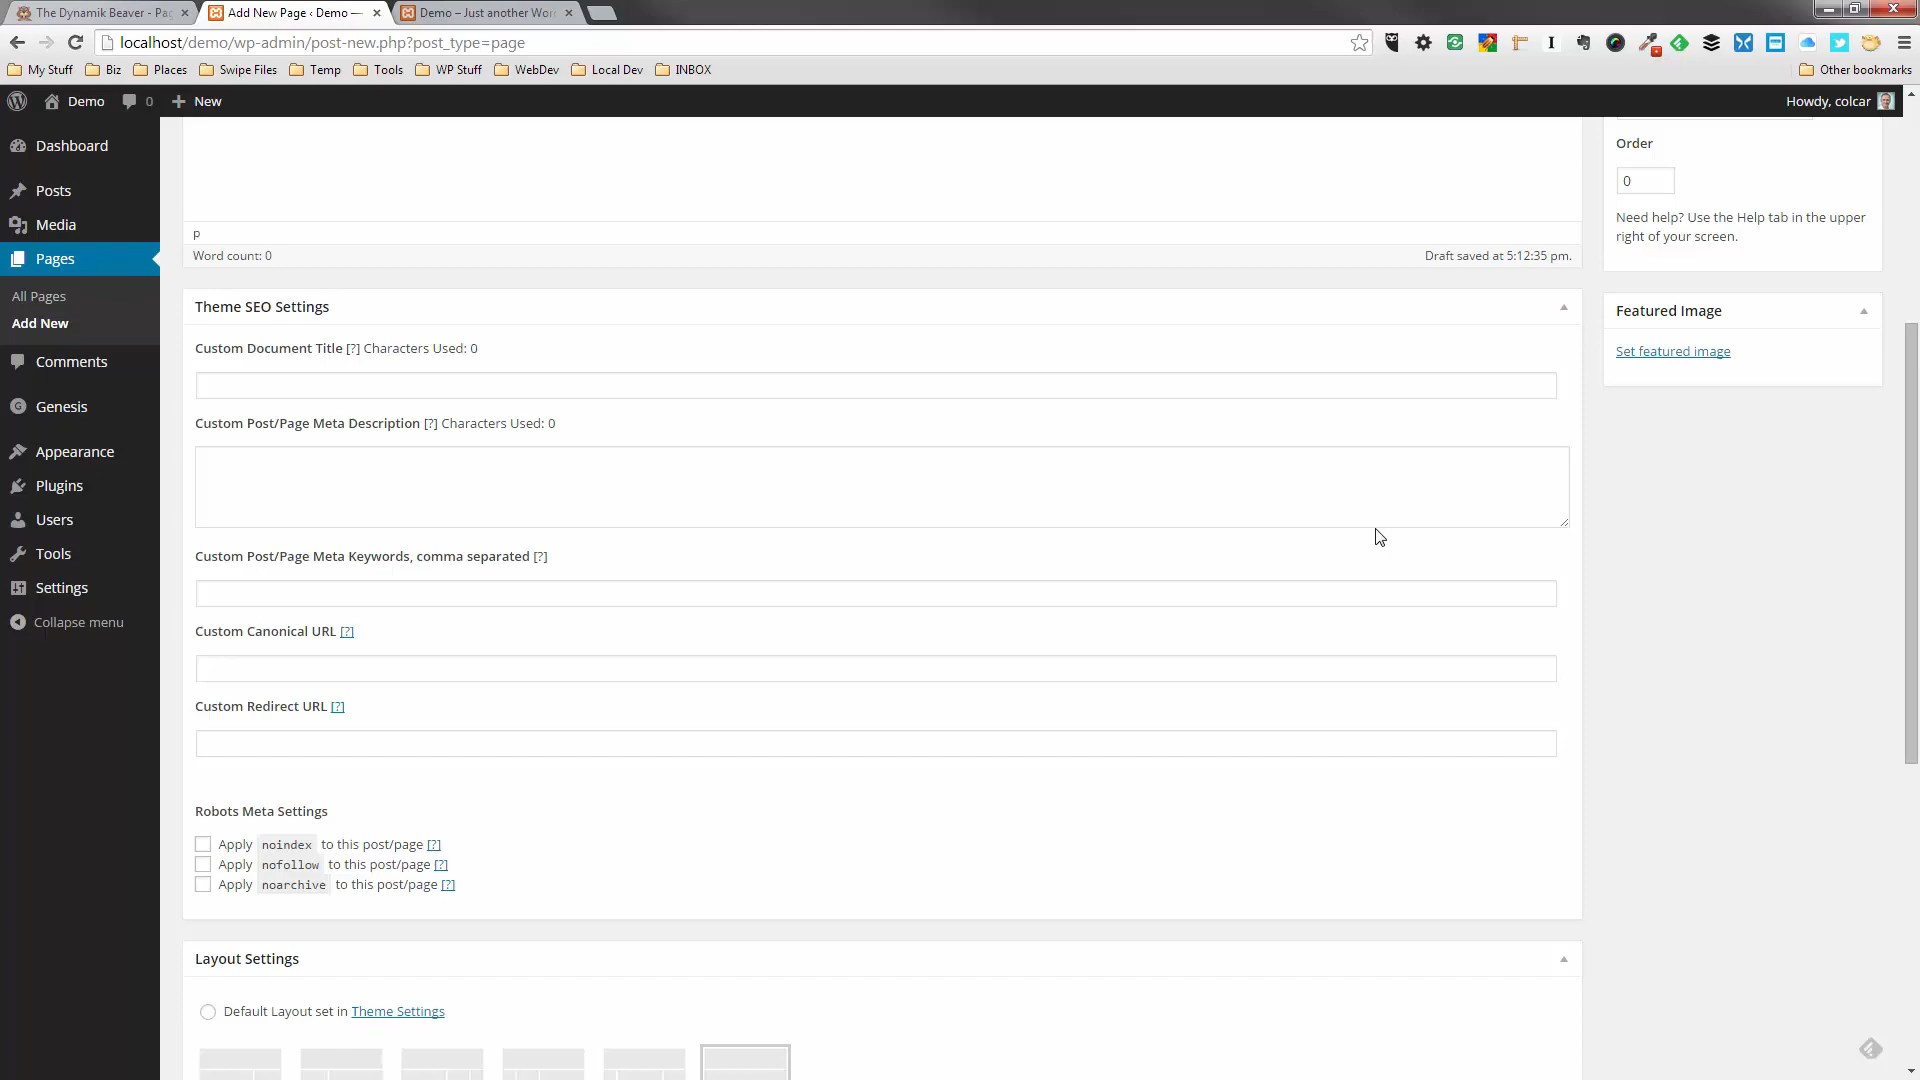 The Dynamik Beaver - Pa
Add New Page ‹ Demo —
Demo – Just another Wor
localhost/demo/wp-admin/post-new.php?post_type=page
My Stuff
Biz
Places
Swipe Files
Temp
Tools
WP Stuff
WebDev
Local Dev
INBOX
Other bookmarks
Demo
0
New
Howdy, colcar
Dashboard
Posts
Media
Pages
All Pages
Add New
Comments
Genesis
Appearance
Plugins
Users
Tools
Settings
Collapse menu
p
Word count: 0
Draft saved at 5:12:35 pm.
Theme SEO Settings
Custom Document Title [?] Characters Used: 0
Custom Post/Page Meta Description [?] Characters Used: 0
Custom Post/Page Meta Keywords, comma separated [?]
Custom Canonical URL [?]
Custom Redirect URL [?]
Robots Meta Settings
Apply noindex to this post/page [?]
Apply nofollow to this post/page [?]
Apply noarchive to this post/page [?]
Layout Settings
Default Layout set in Theme Settings
Order
0
Need help? Use the Help tab in the upper
right of your screen.
Featured Image
Set featured image